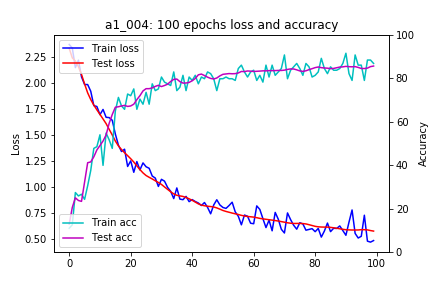 a1_004: 100 epochs loss and accuracy
Train loss
Test loss
Train acc
Test acc
Loss
2.25
2.00
1.75
1.50
1.25
1.00
0.75
0.50
Accuracy
100
80
60
40
20
0
0
20
40
60
80
100